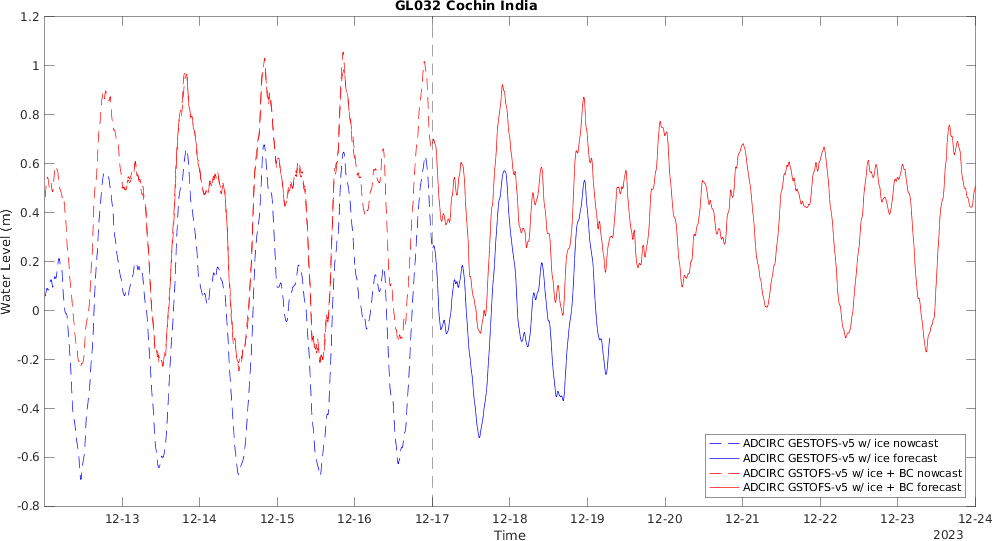 GL032 Cochin India
1.2
1
0.8
0.6
0.4
0.2
0
-0.2
-0.4
-0.6
-0.8
Water Level (m)
ADCIRC GESTOFS-v5 w/ ice nowcast
ADCIRC GESTOFS-v5 w/ ice forecast
ADCIRC GSTOFS-v5 w/ ice + BC nowcast
ADCIRC GSTOFS-v5 w/ ice + BC forecast
12-13 12-14 12-15 12-16 12-17 12-18 12-19 12-20 12-21 12-22 12-23 12-24
Time
2023